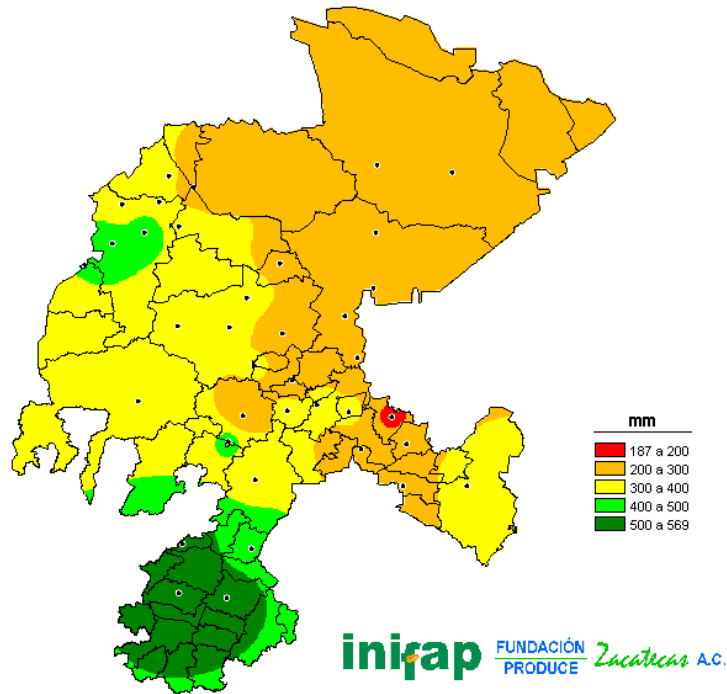 mm
187 a 200
200 a 300
300 a 400
400 a 500
500 a 569
inifap
FUNDACIÓN
PRODUCE
Zacatecas A.C.